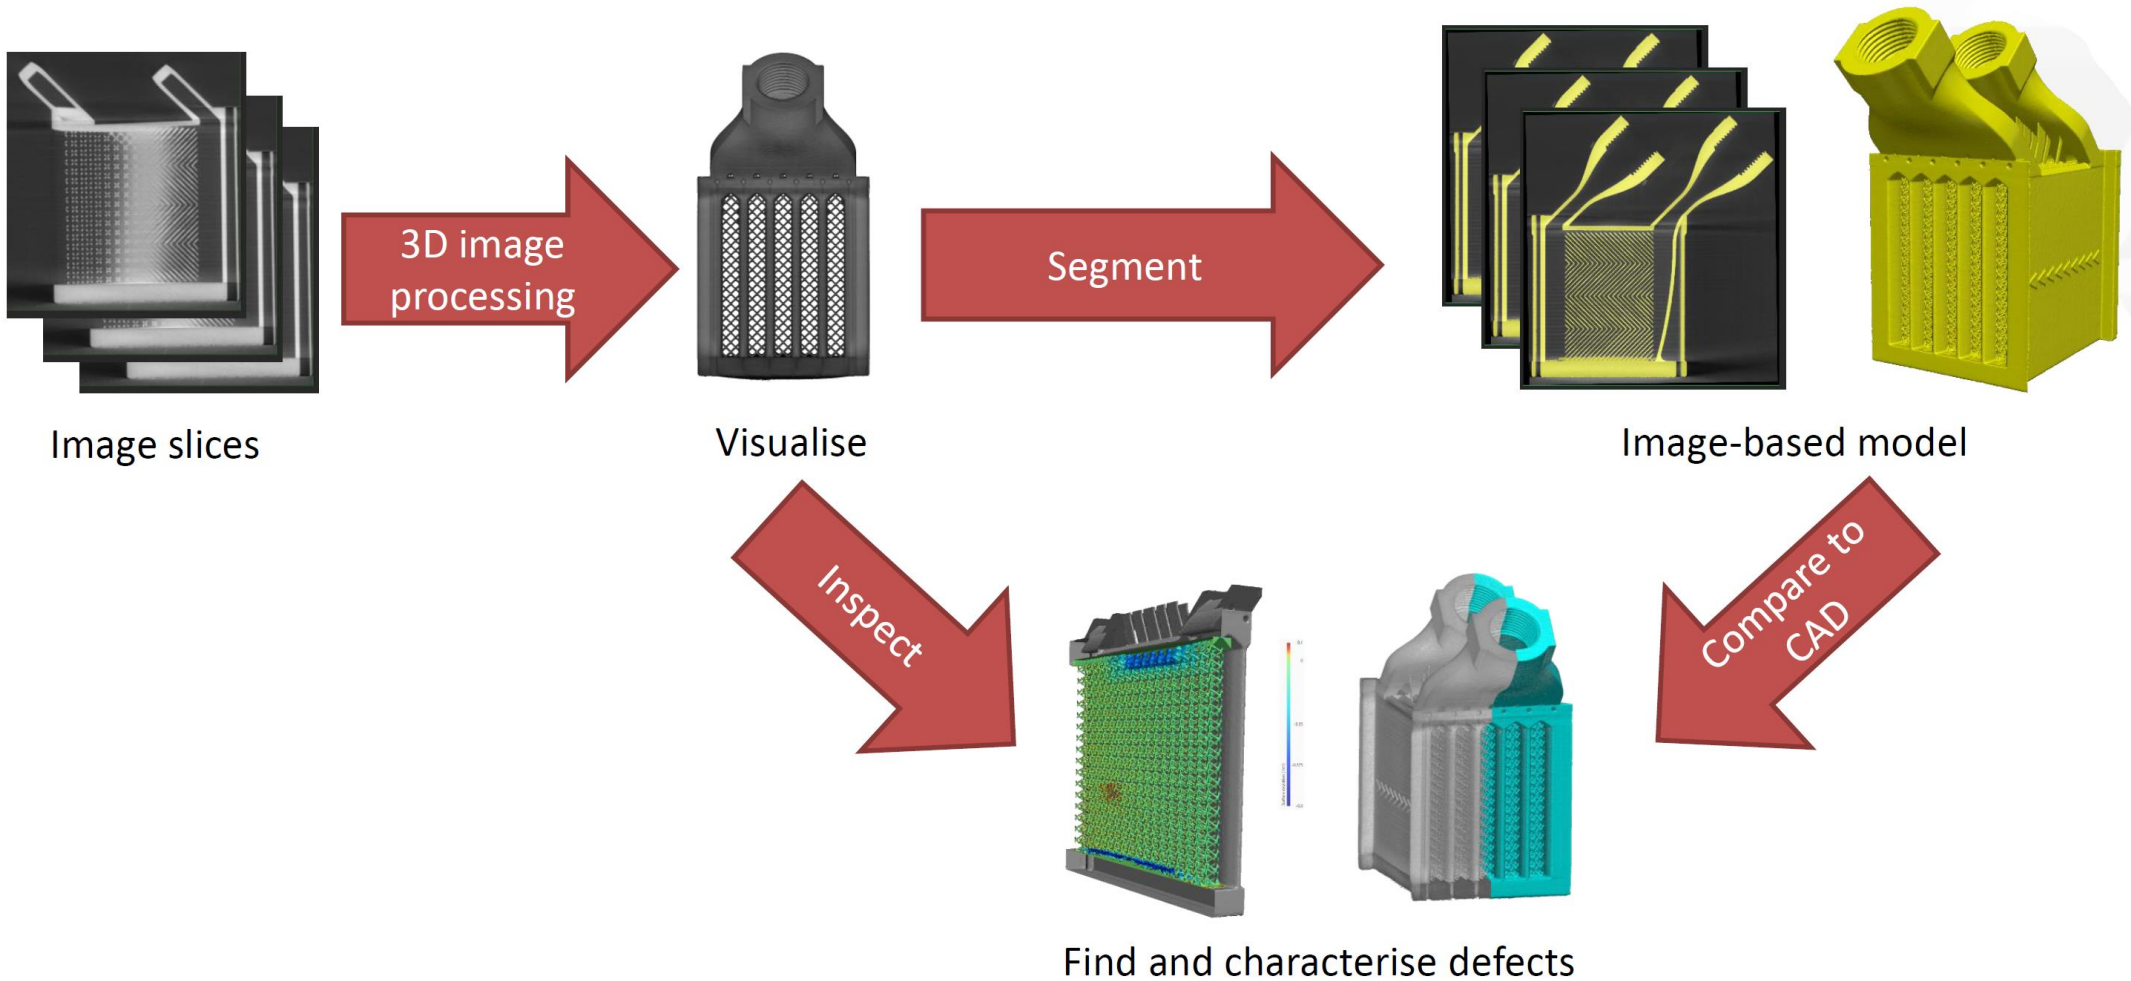 3D image
processing
Segment
Image slices
Visualise
Image-based model
Inspect
Compare to
CAD
Find and characterise defects